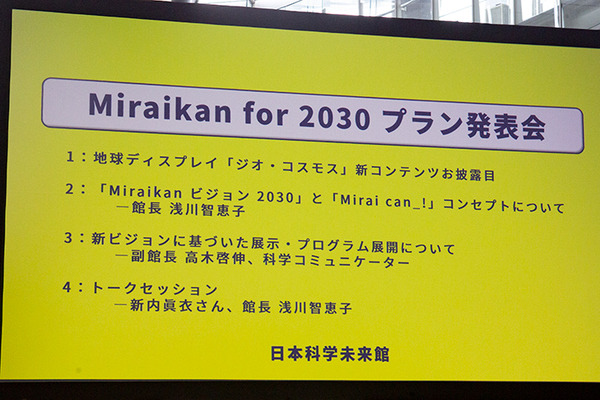 Miraikan for 2030 プラン発表会
1：地球ディスプレイ「ジオ・コスモス」新コンテンツお披露目
2：「Miraikan ビジョン 2030」と「Mirai can_!」コンセプトについて
―館長 浅川智恵子
3：新ビジョンに基づいた展示・プログラム展開について
―副館長 高木啓伸、科学コミュニケーター
4：トークセッション
―新内眞衣さん、館長 浅川智恵子
日本科学未来館